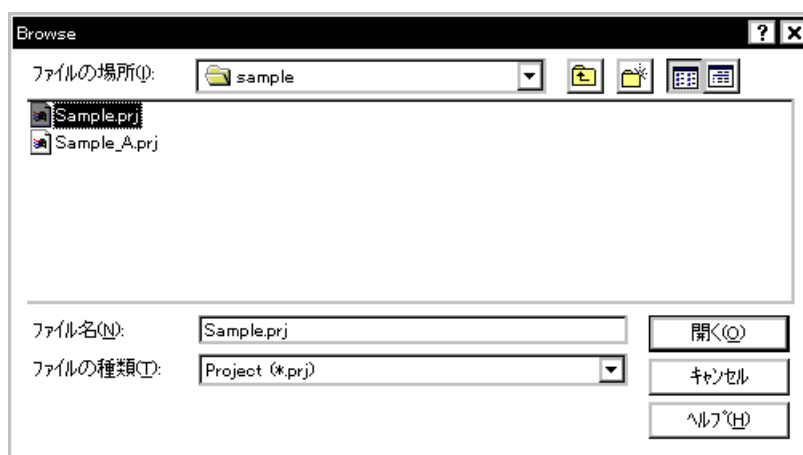 Browse
ファイルの場所(I):
sample
Sample.prj
Sample_A.prj
ファイル名(N):
Sample.prj
開く(O)
ファイルの種類(T):
Project (*.prj)
キャンセル
ヘルプ(H)